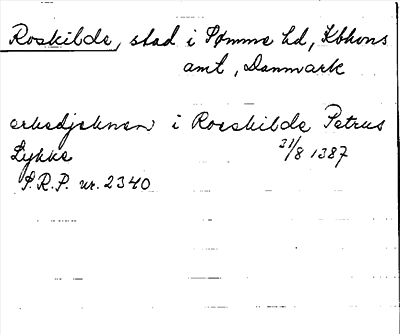 Roskilde, stad i Sømme hd, Kbhvns
amt, Danmark
erkedjeknen i Roeskilde Petrus
Lykke 31/8 1387
S.R.P. nr. 2340